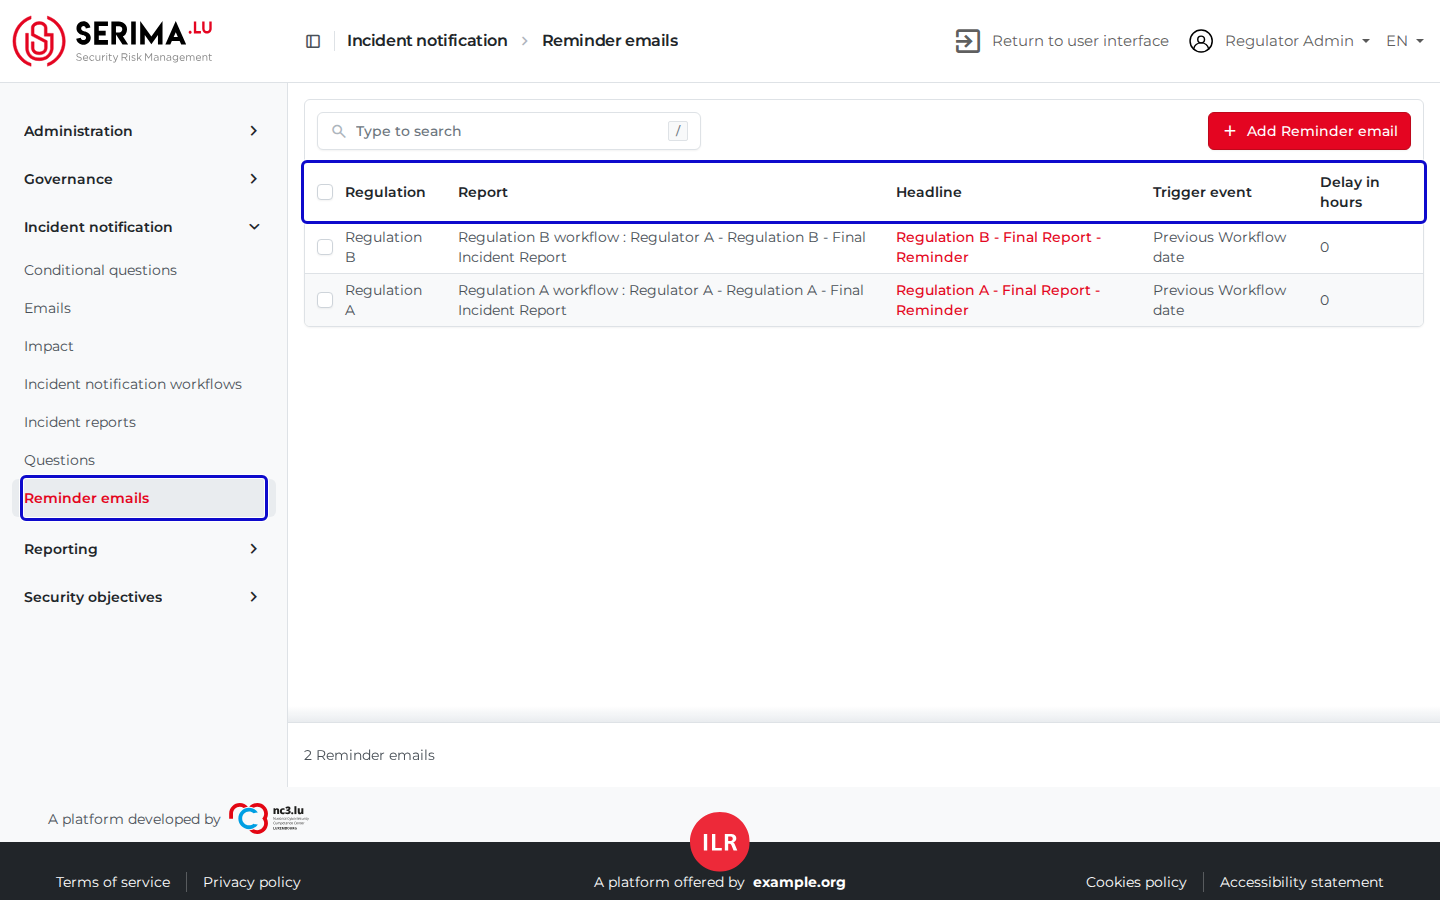 SERIMA.LU
Security Risk Management
Incident notification
Reminder emails
Return to user interface
Regulator Admin
EN
Administration
Governance
Incident notification
Conditional questions
Emails
Impact
Incident notification workflows
Incident reports
Questions
Reminder emails
Reporting
Security objectives
Type to search
/
Add Reminder email
Regulation
Report
Headline
Trigger event
Delay in
hours
Regulation
B
Regulation B workflow : Regulator A - Regulation B - Final
Incident Report
Regulation B - Final Report -
Reminder
Previous Workflow
date
0
Regulation
A
Regulation A workflow : Regulator A - Regulation A - Final
Incident Report
Regulation A - Final Report -
Reminder
Previous Workflow
date
0
2 Reminder emails
A platform developed by
nc3.lu
LUXEMBOURG
ILR
Terms of service
Privacy policy
A platform offered by example.org
Cookies policy
Accessibility statement